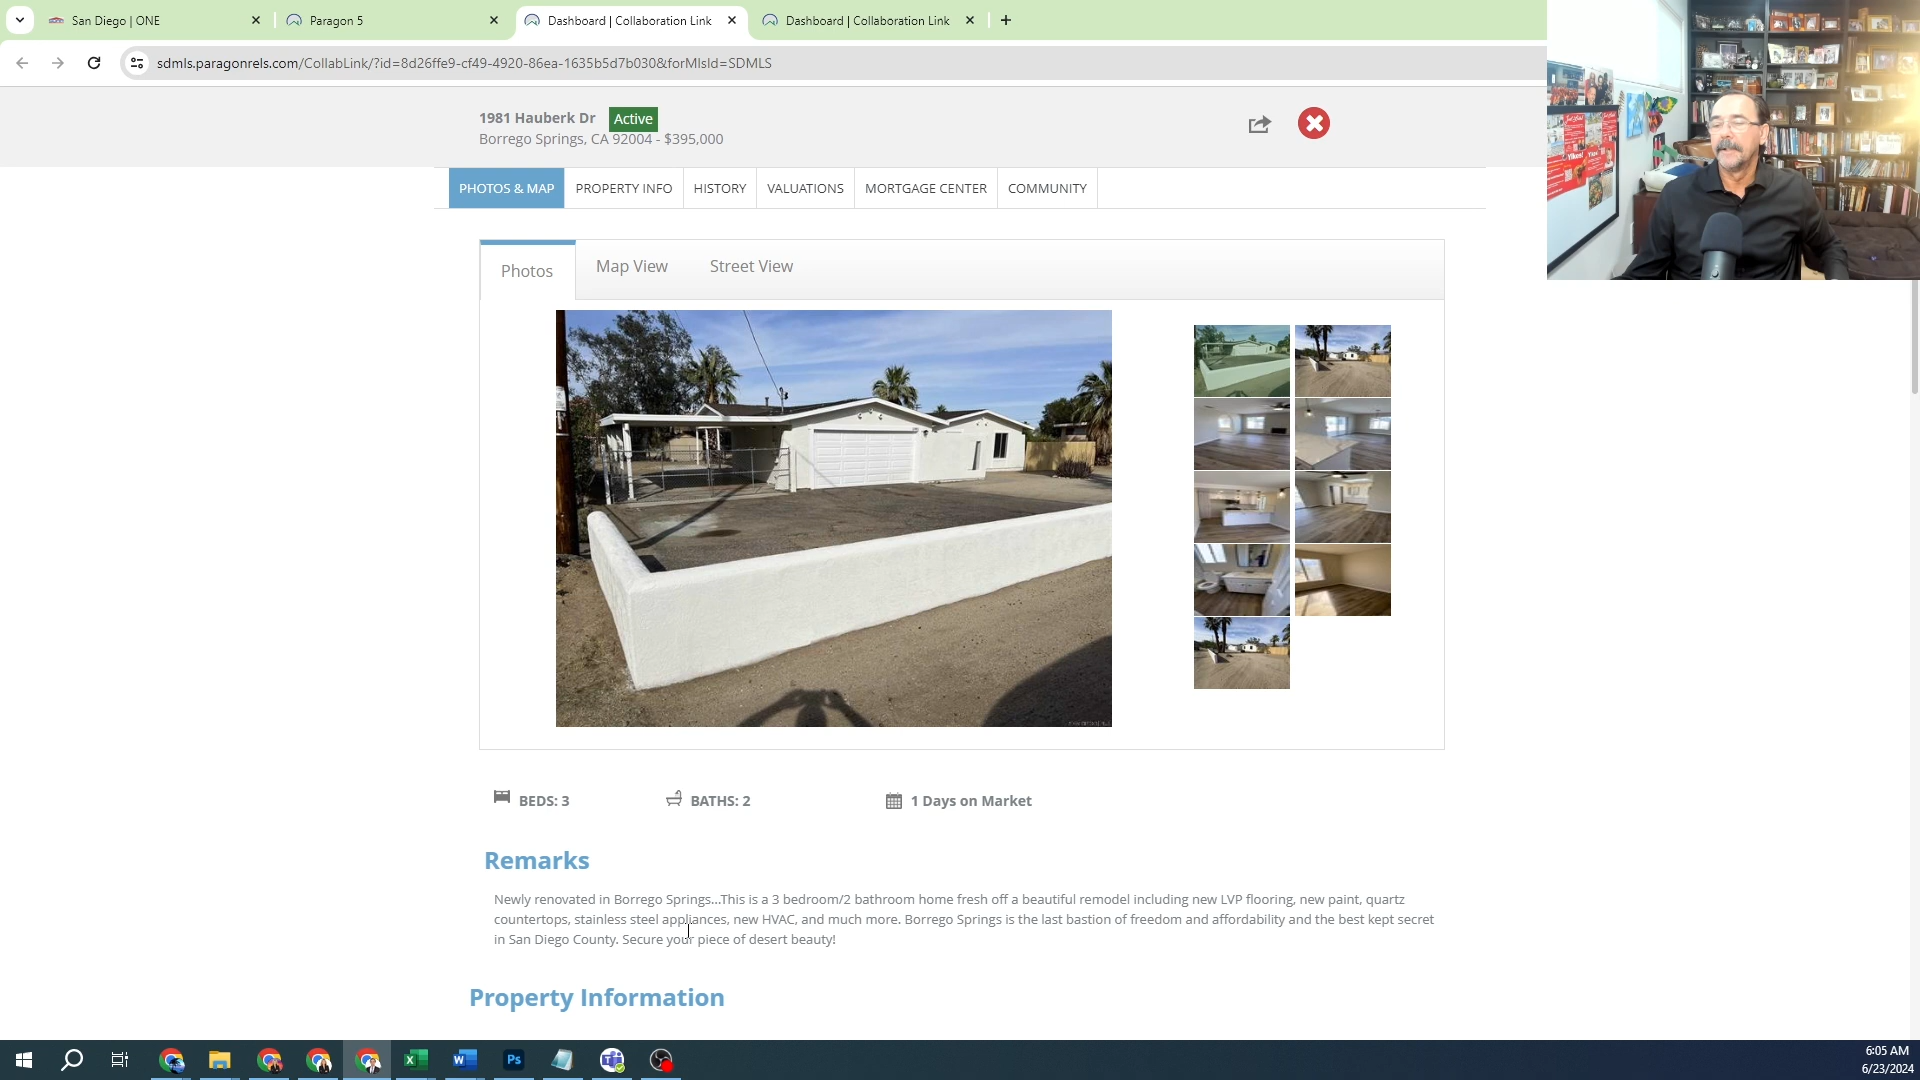 San Diego | ONE
Paragon 5
Dashboard | Collaboration Link
Dashboard | Collaboration Link
sdmls.paragonrels.com/CollabLink/?id=8d26ffe9-cf49-4920-86ea-1635b5d7b030&forMlsId=SDMLS
1981 Hauberk Dr Active
Borrego Springs, CA 92004 - $395,000
PHOTOS & MAP PROPERTY INFO HISTORY VALUATIONS MORTGAGE CENTER COMMUNITY
Photos Map View Street View
BEDS: 3 BATHS: 2 1 Days on Market
Remarks
Newly renovated in Borrego Springs...This is a 3 bedroom/2 bathroom home fresh off a beautiful remodel including new LVP flooring, new paint, quartz
countertops, stainless steel appliances, new HVAC, and much more. Borrego Springs is the last bastion of freedom and affordability and the best kept secret
in San Diego County. Secure your piece of desert beauty!
Property Information
6:05 AM
6/23/2024